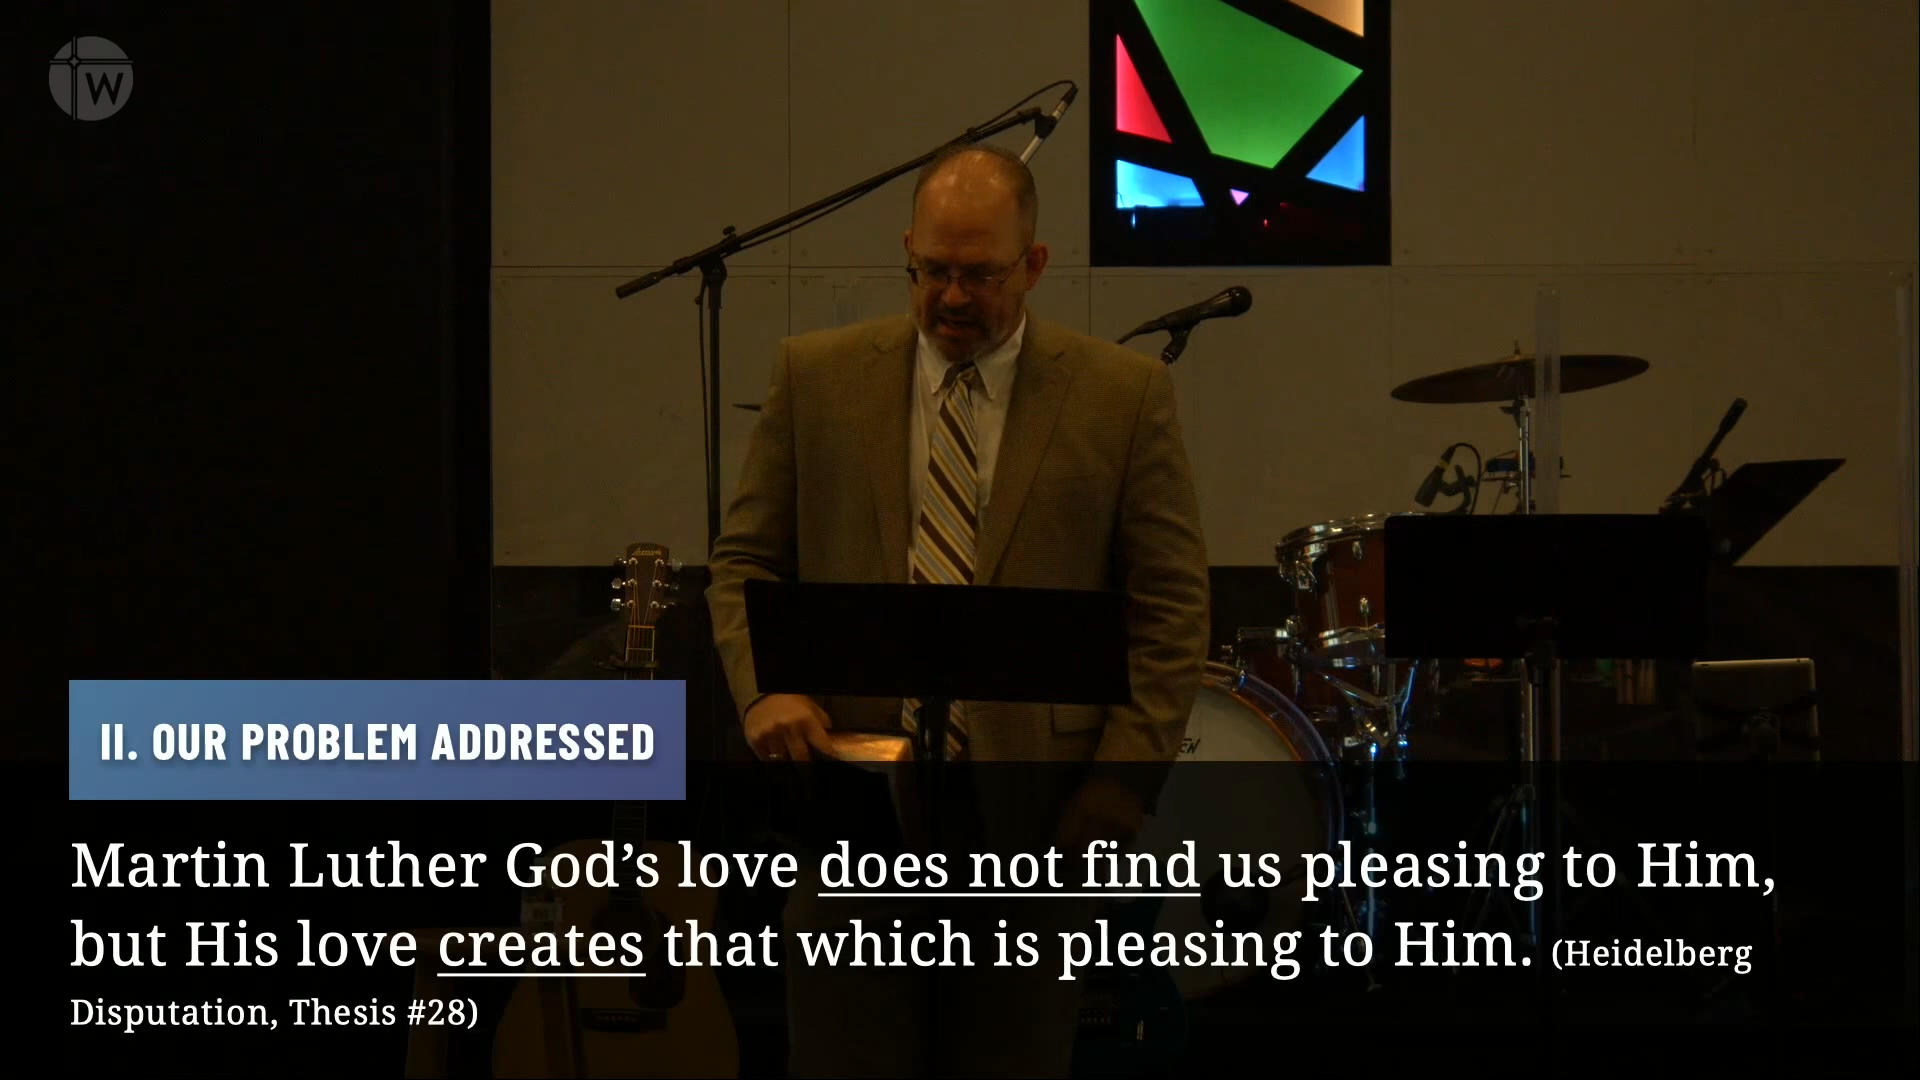 W
II. OUR PROBLEM ADDRESSED
Martin Luther God’s love does not find us pleasing to Him,
but His love creates that which is pleasing to Him. (Heidelberg
Disputation, Thesis #28)